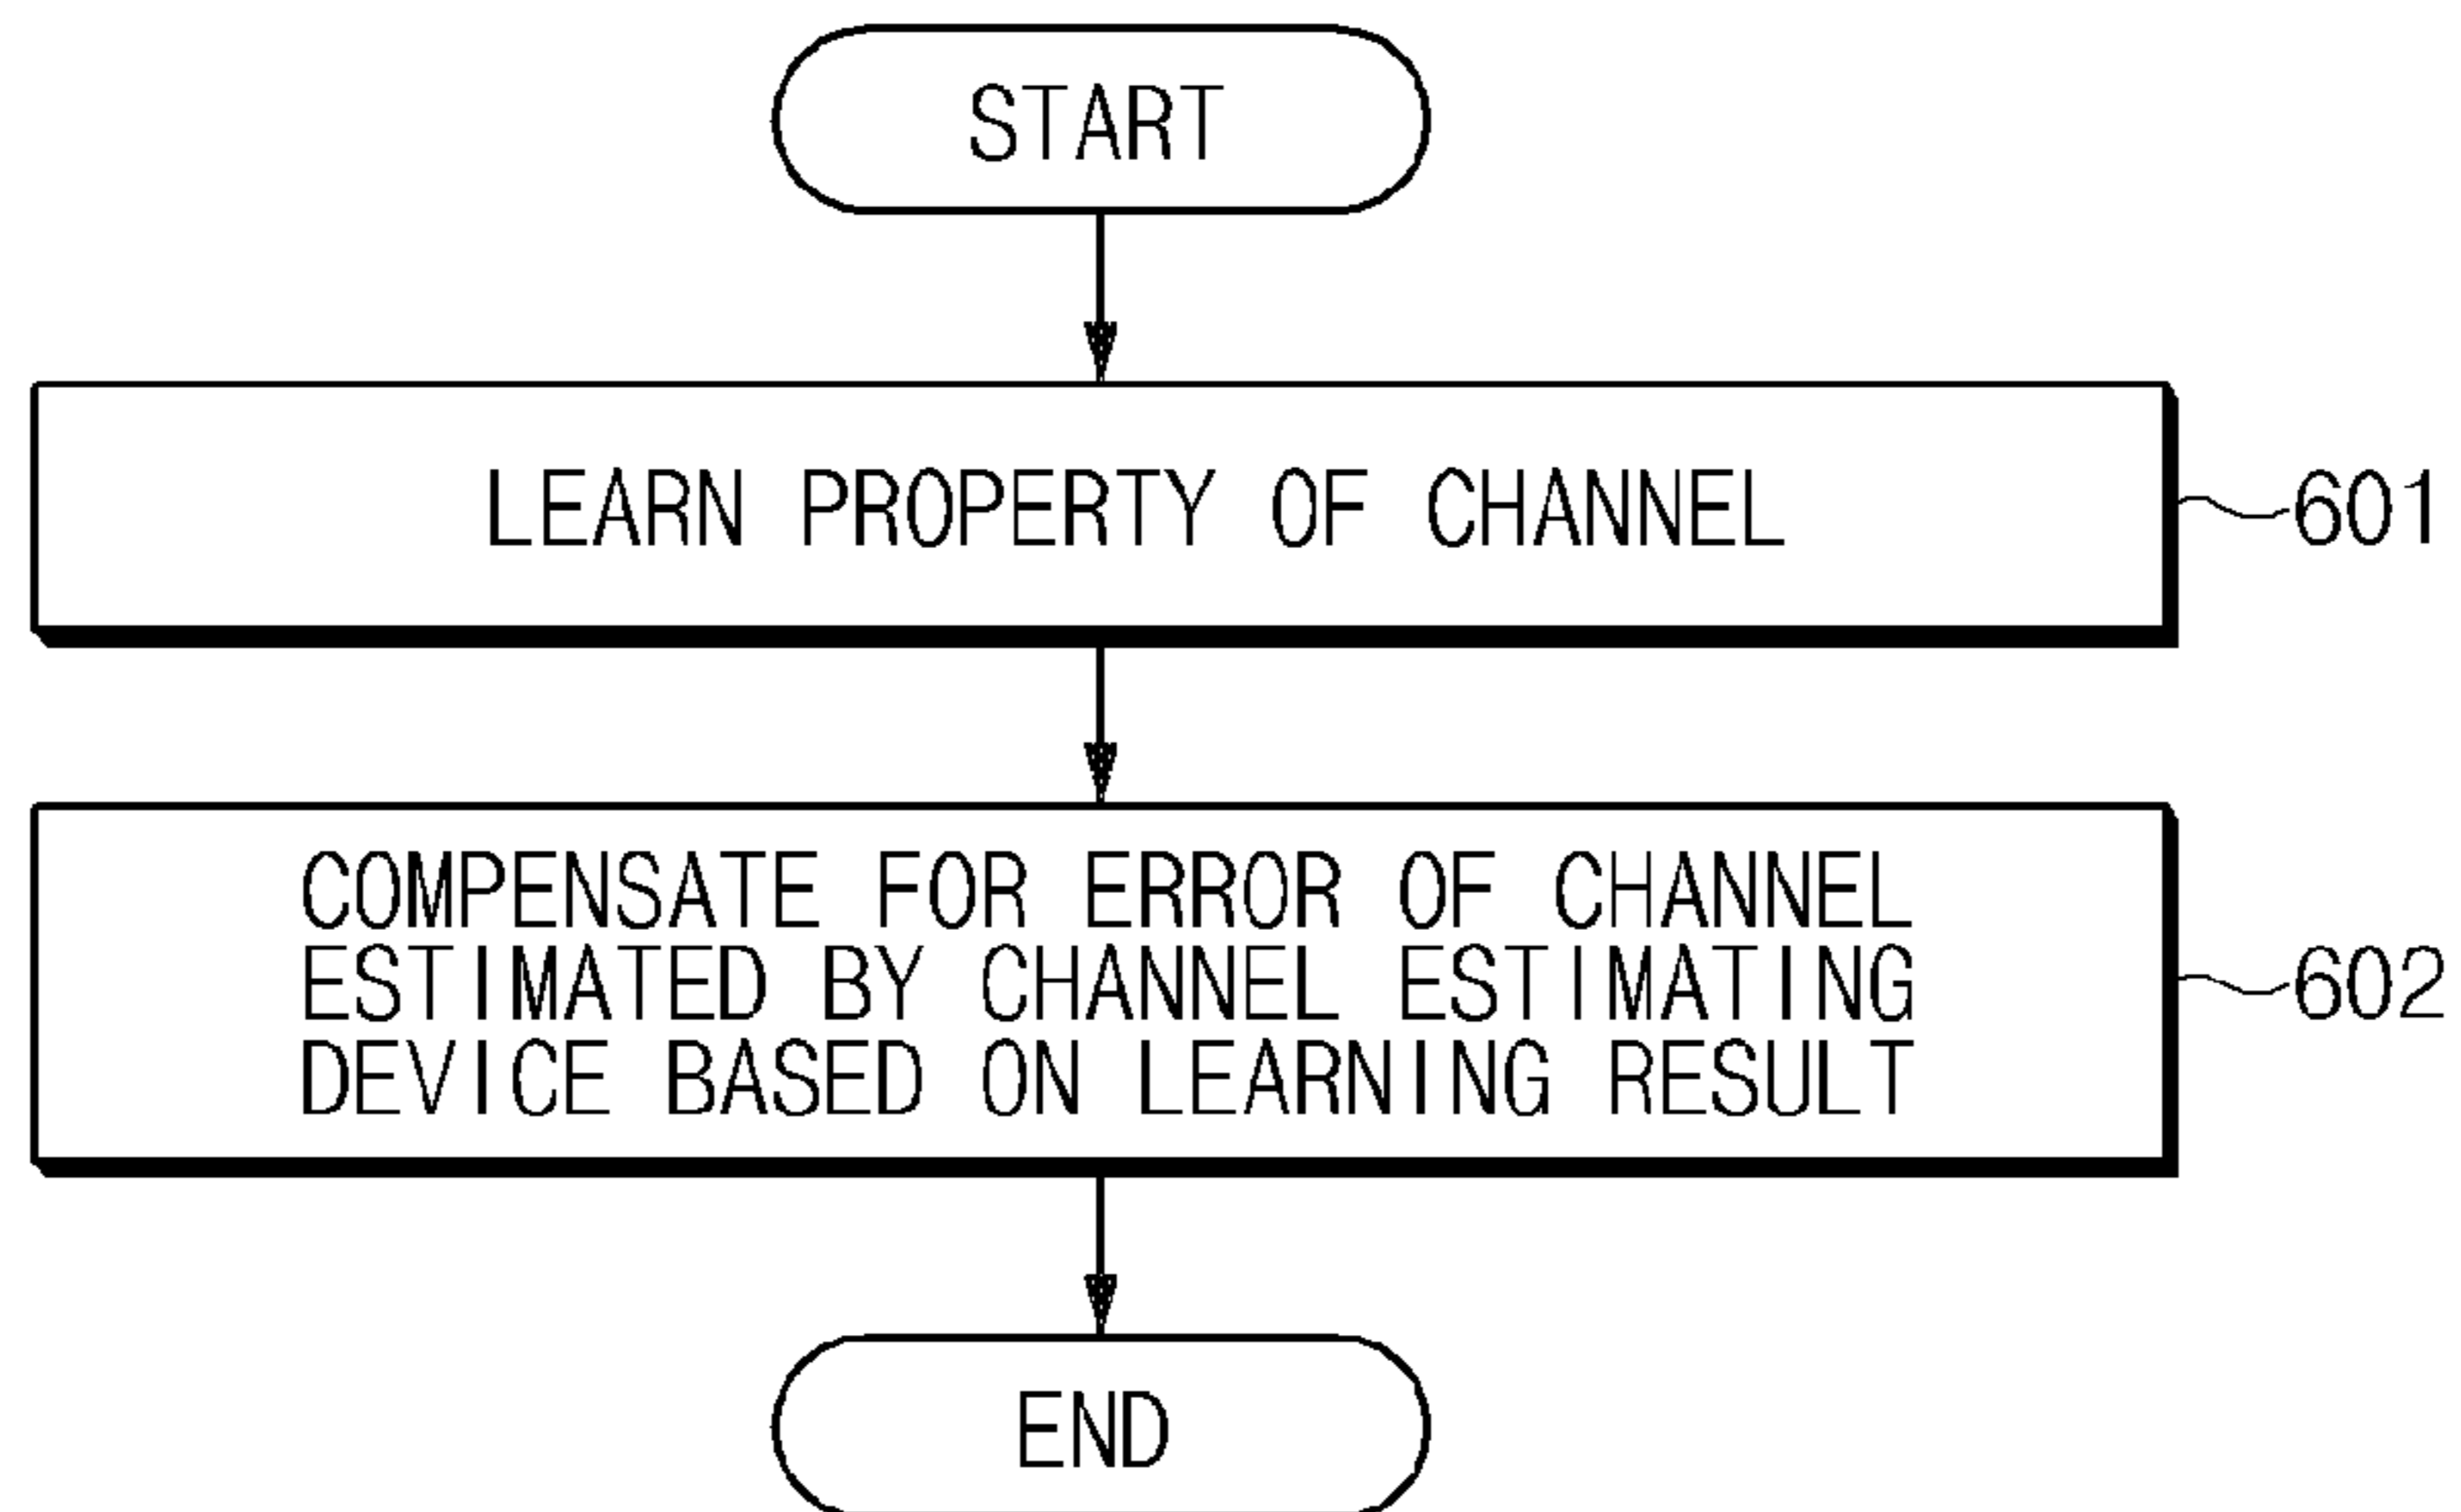 START
LEARN PROPERTY OF CHANNEL
601
COMPENSATE FOR ERROR OF CHANNEL
ESTIMATED BY CHANNEL ESTIMATING
DEVICE BASED ON LEARNING RESULT
602
END